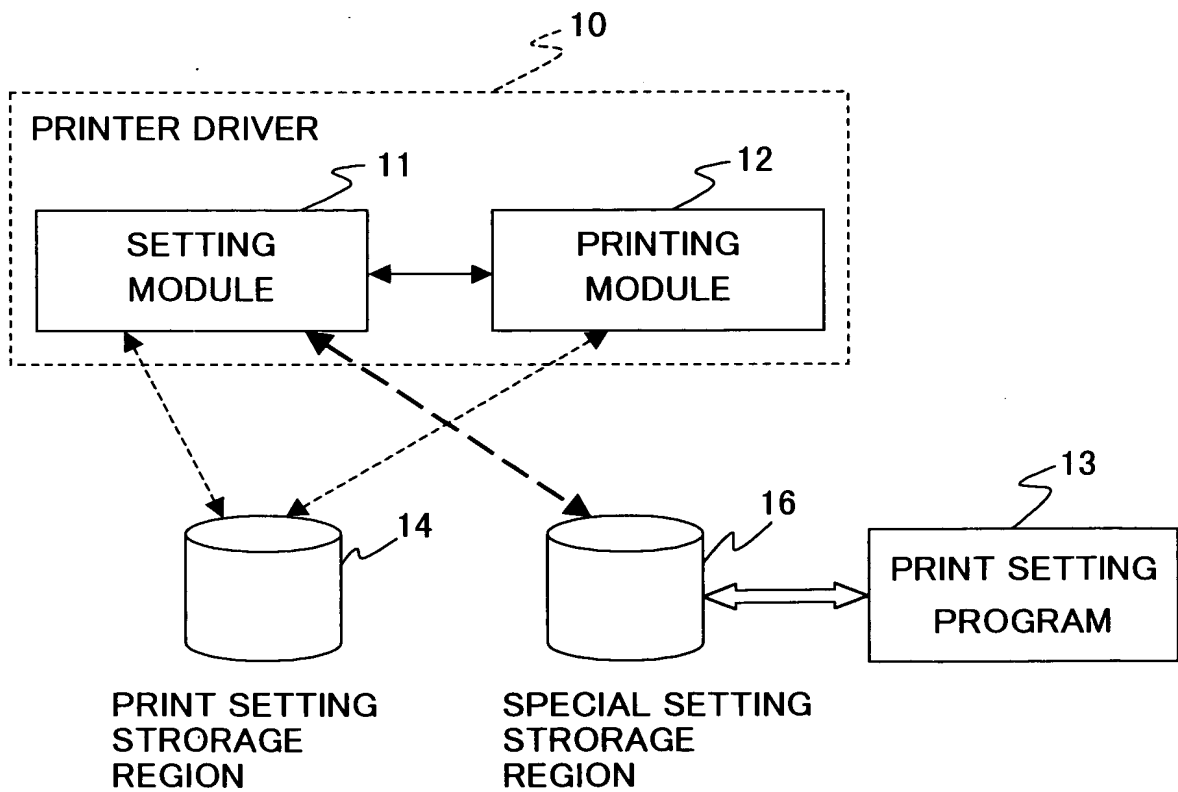 10
PRINTER DRIVER
11
12
SETTING
MODULE
PRINTING
MODULE
13
14
16
PRINT SETTING
PROGRAM
PRINT SETTING
STRORAGE
REGION
SPECIAL SETTING
STRORAGE
REGION